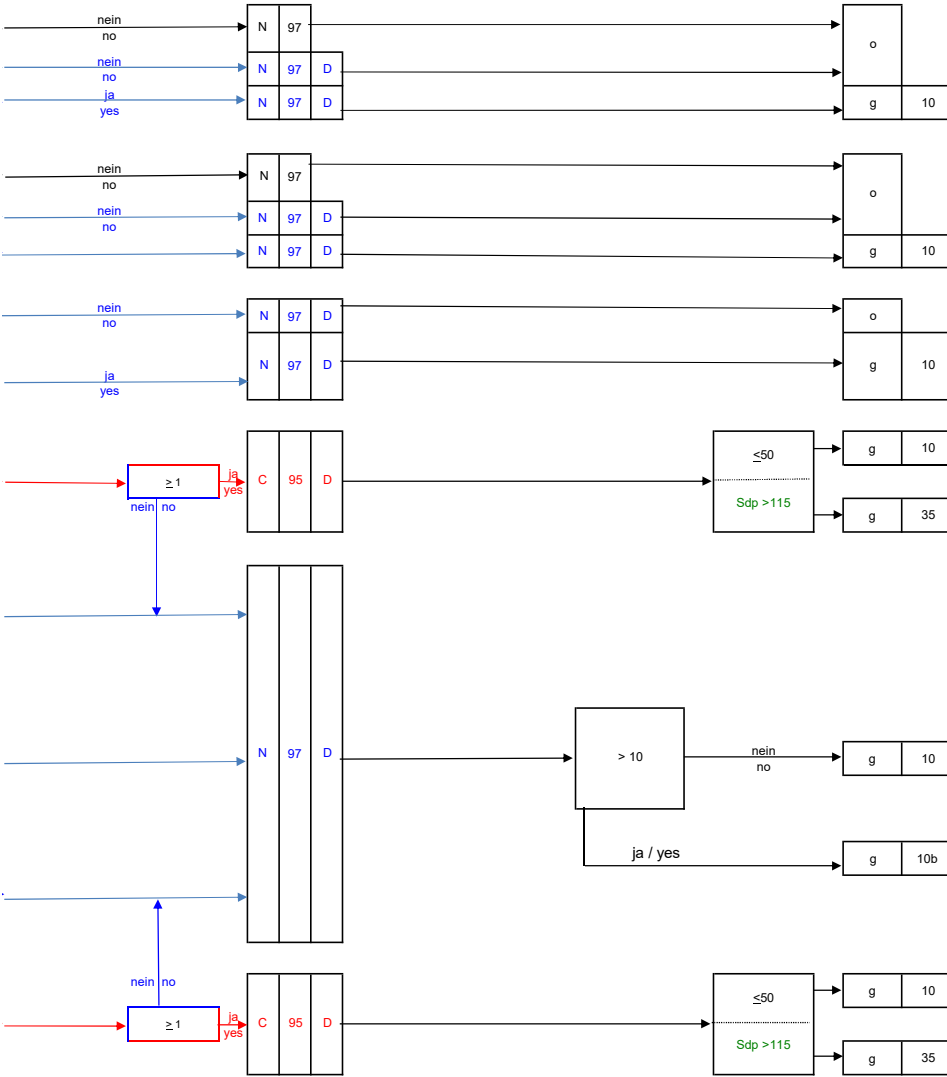 nein
no
N 97
o
nein
no
N 97 D
ja
yes
N 97 D
g 10
nein
no
N 97
o
nein
no
N 97 D
N 97 D
g 10
nein
no
N 97 D
o
N 97 D
g 10
ja
yes
≤50
g 10
≥ 1
ja
yes
C 95 D
nein no
Sdp >115
g 35
N 97 D
> 10
nein
no
g 10
ja / yes
g 10b
nein no
≤50
g 10
≥ 1
ja
yes
C 95 D
Sdp >115
g 35